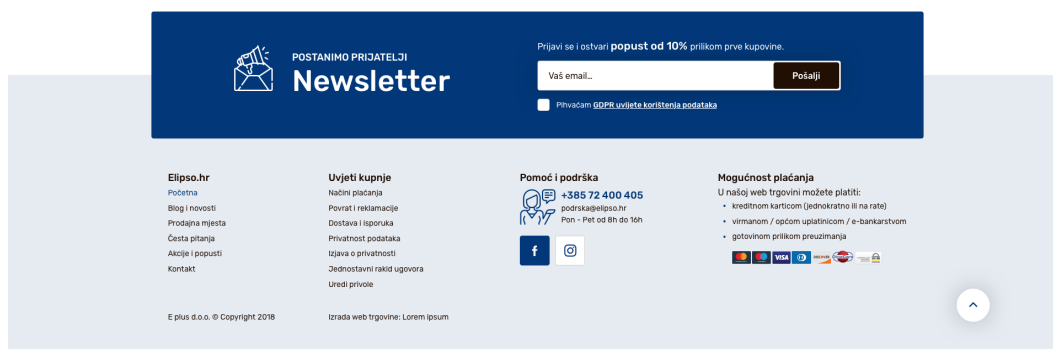 POSTANIMO PRIJATELJI
Newsletter
Prijavi se i ostvari popust od 10% prilikom prve kupovine.
Vaš email...
Pošalji
Pihvaćam GDPR uvijete korištenja podataka
Elipso.hr
Početna
Blog i novosti
Prodajna mjesta
Česta pitanja
Akcije i popusti
Kontakt
Uvjeti kupnje
Načini plaćanja
Povrat i reklamacije
Dostava i isporuka
Privatnost podataka
Izjava o privatnosti
Jednostavni rakid ugovora
Uredi privole
Pomoć i podrška
+385 72 400 405
podrska@elipso.hr
Pon - Pet od 8h do 16h
Mogućnost plaćanja
U našoj web trgovini možete platiti:
kreditnom karticom (jednokratno ili na rate)
virmanom / općom uplatnicom / e-bankarstvom
gotovinom prilikom preuzimanja
VISA
DISCOVER
E plus d.o.o. © Copyright 2018
Izrada web trgovine: Lorem Ipsum